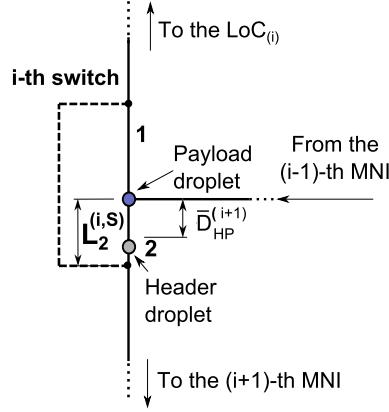 To the LoC(i)
i-th switch
1
From the
(i-1)-th MNI
Payload
droplet
L2(i,S)
D̅HP(i+1)
2
Header
droplet
To the (i+1)-th MNI